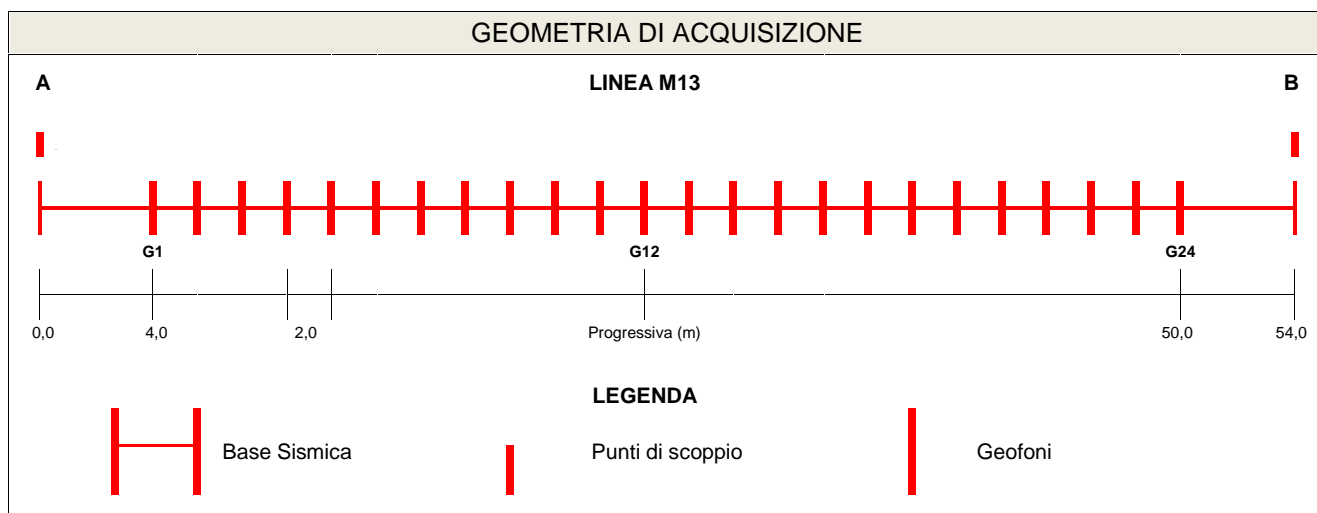 GEOMETRIA DI ACQUISIZIONE
A LINEA M13 B
G1 G12 G24
0,0 4,0 2,0 Progressiva (m) 50,0 54,0
LEGENDA
Base Sismica Punti di scoppio Geofoni